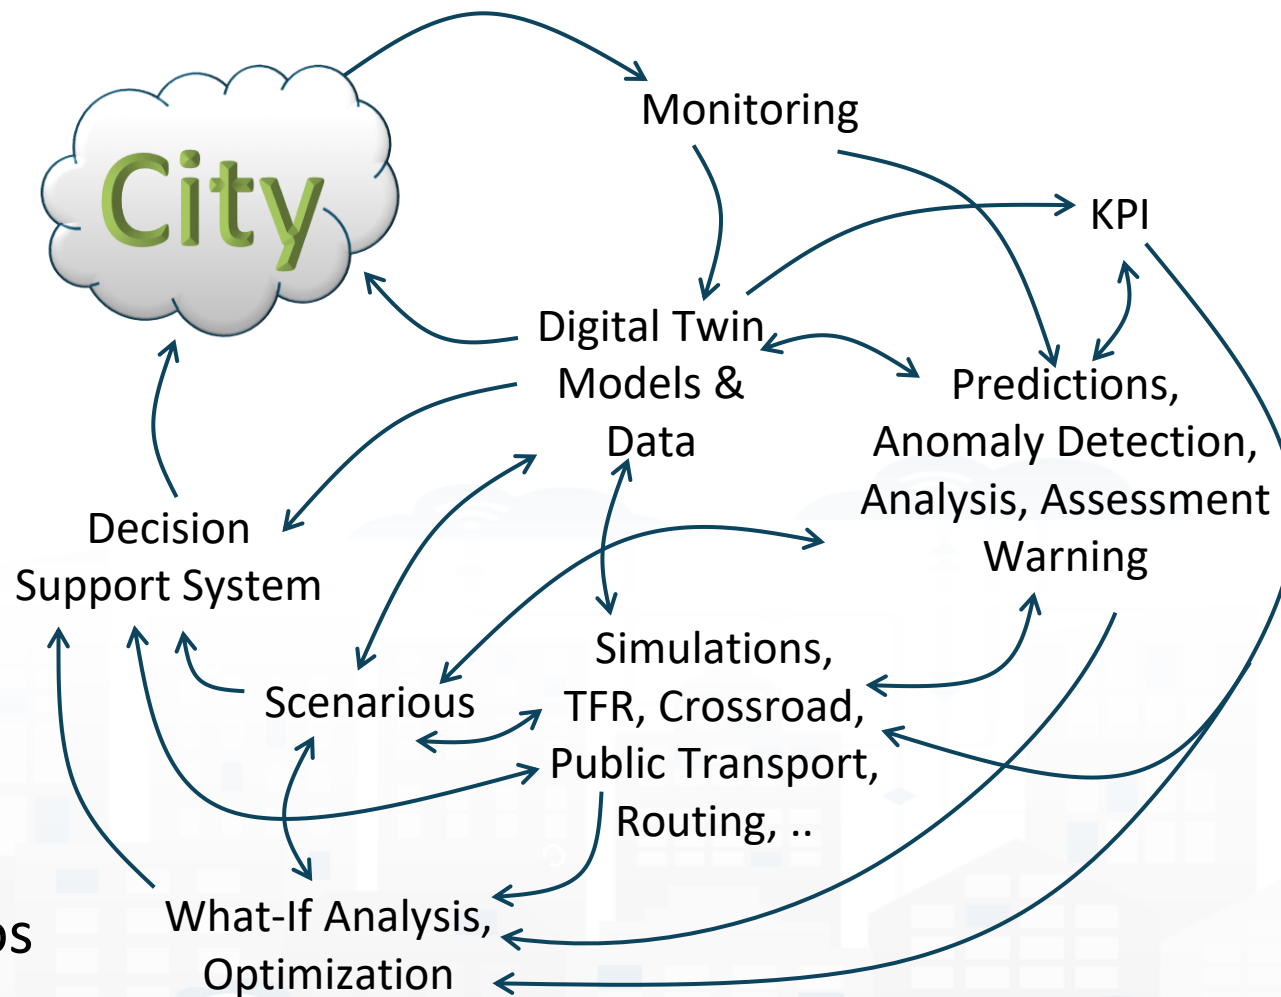 City
Monitoring
KPI
Digital Twin
Models &
Data
Predictions,
Anomaly Detection,
Analysis, Assessment
Warning
Decision
Support System
Scenarious
Simulations,
TFR, Crossroad,
Public Transport,
Routing, ..
What-If Analysis,
Optimization